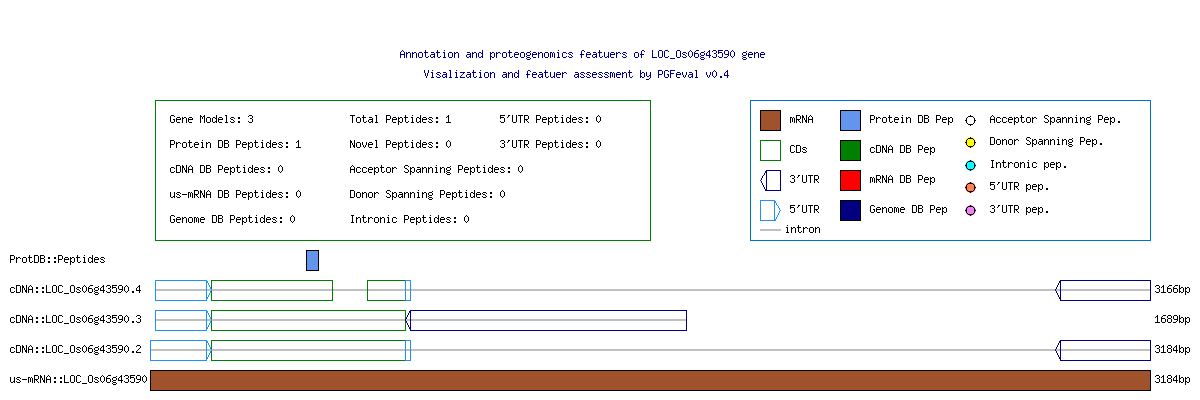 Annotation and proteogenomics featuers of LOC_Os06g43590 gene
Visalization and featuer assessment by PGFeval v0.4
Gene Models: 3 Total Peptides: 1 5'UTR Peptides: 0
Protein DB Peptides: 1 Novel Peptides: 0 3'UTR Peptides: 0
cDNA DB Peptides: 0 Acceptor Spanning Peptides: 0
us-mRNA DB Peptides: 0 Donor Spanning Peptides: 0
Genome DB Peptides: 0 Intronic Peptides: 0
mRNA Protein DB Pep Acceptor Spanning Pep.
CDs cDNA DB Pep Donor Spanning Pep.
3'UTR mRNA DB Pep Intronic pep.
5'UTR Genome DB Pep 5'UTR pep.
intron 3'UTR pep.
ProtDB::Peptides
cDNA::LOC_Os06g43590.4 3166bp
cDNA::LOC_Os06g43590.3 1689bp
cDNA::LOC_Os06g43590.2 3184bp
us-mRNA::LOC_Os06g43590 3184bp